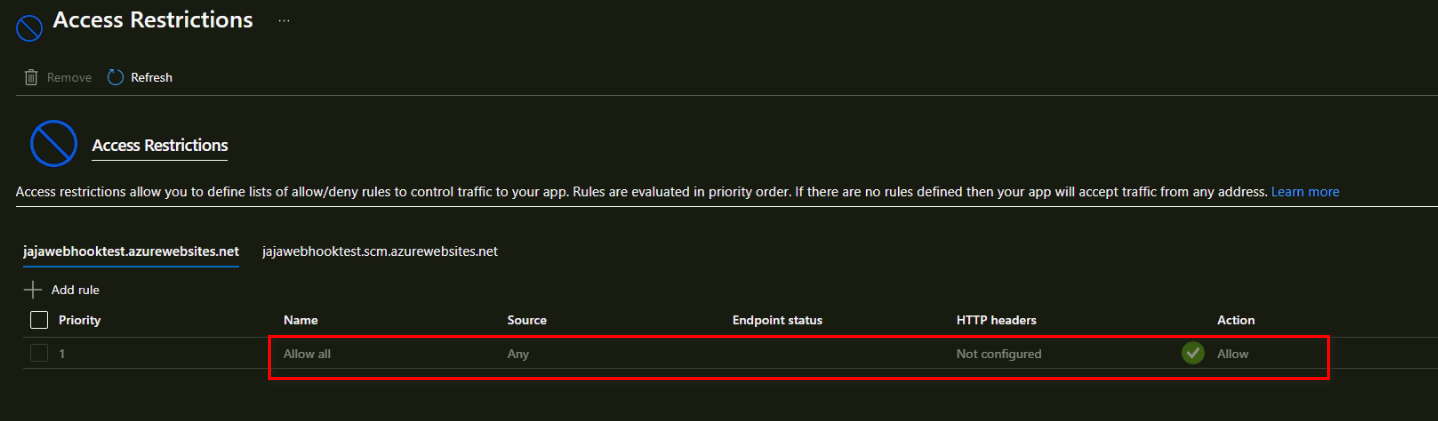 Access Restrictions ...
Remove Refresh
Access Restrictions
Access restrictions allow you to define lists of allow/deny rules to control traffic to your app. Rules are evaluated in priority order. If there are no rules defined then your app will accept traffic from any address. Learn more
jajawebhooktest.azurewebsites.net jajawebhooktest.scm.azurewebsites.net
Add rule
Priority Name Source Endpoint status HTTP headers Action
1 Allow all Any Not configured Allow